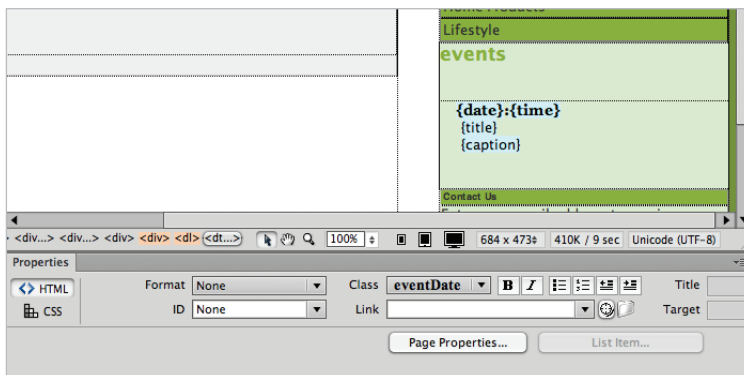 Home Products
Lifestyle
events
{date}:{time}
{title}
{caption}
Contact Us
<div...> <div...> <div> <div> <dl> <dt...> 100% 684 x 473 410K / 9 sec Unicode (UTF-8)
Properties
<> HTML Format None Class eventDate B I Title
CSS ID None Link Target
Page Properties... List Item...